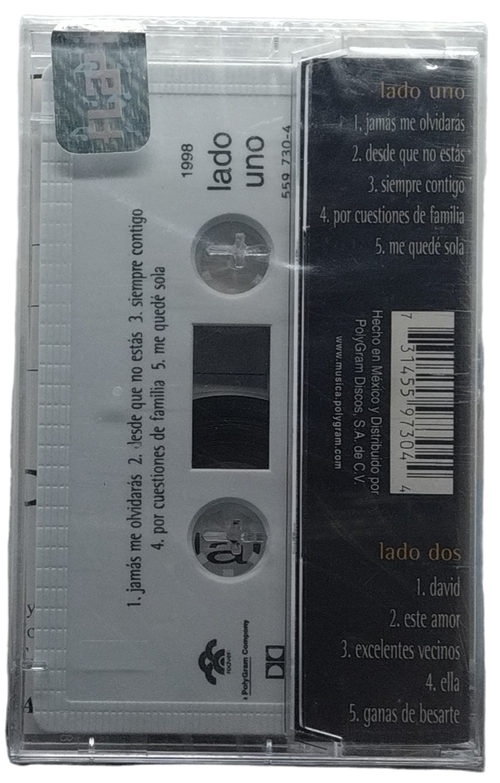 1998
lado
uno
559 730-4
1. jamás me olvidarás 2. desde que no estás 3. siempre contigo
4. por cuestiones de familia 5. me quedé sola
rodven
a PolyGram Company
lado uno
1. jamás me olvidarás
2. desde que no estás
3. siempre contigo
4. por cuestiones de familia
5. me quedé sola
Hecho en México y Distribuido por
PolyGram Discos, S.A. de C.V.
www.musica.polygram.com
7 31455 97304 4
lado dos
1. david
2. este amor
3. excelentes vecinos
4. ella
5. ganas de besarte